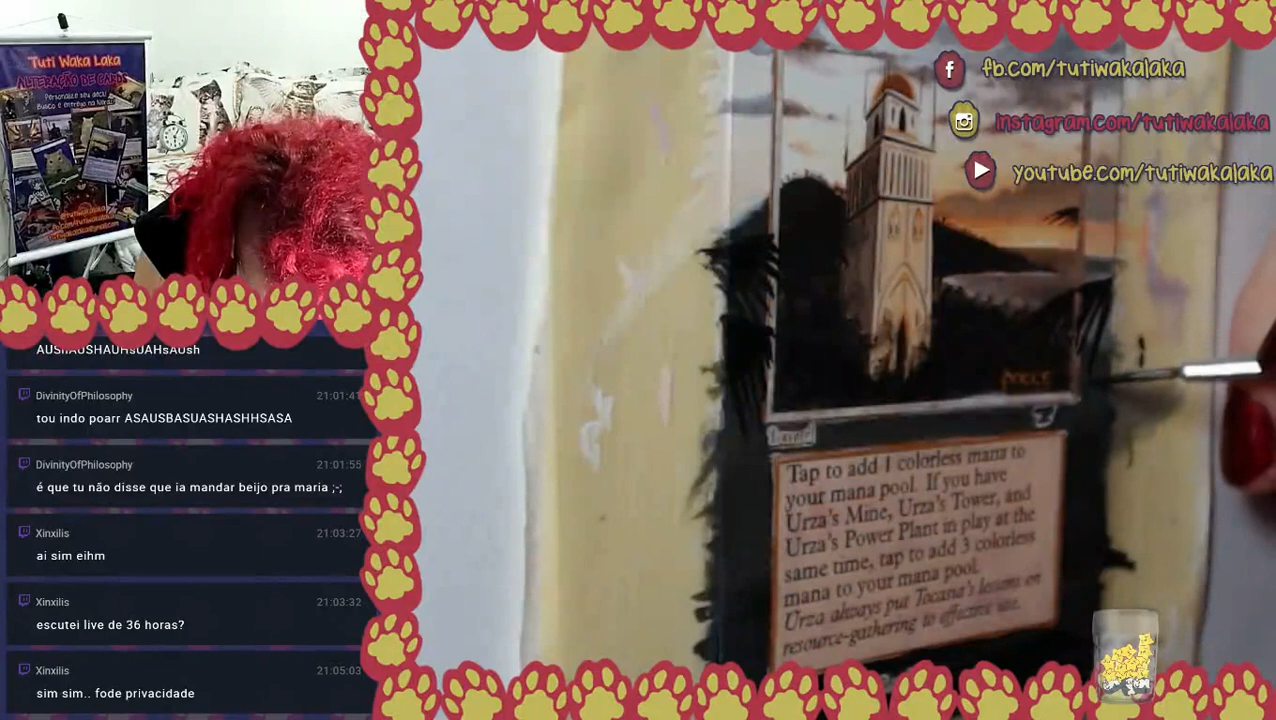 Tuti Waka Laka
ALTERAÇÃO DE CARDS
Personalize seu deck!
fb.com/tutiwakalaka
instagram.com/tutiwakalaka
youtube.com/tutiwakalaka
DivinityOfPhilosophy 21:01:41
tou indo poarr ASAUSBASUASHASHHSASA
DivinityOfPhilosophy 21:01:55
é que tu não disse que ia mandar beijo pra maria ;-;
Xinxilis 21:03:27
ai sim eihm
Xinxilis 21:03:32
escutei live de 36 horas?
Xinxilis 21:05:03
sim sim.. fode privacidade
Tap to add 1 colorless mana to
your mana pool. If you have
Urza's Mine, Urza's Tower, and
Urza's Power Plant in play at the
same time, tap to add 3 colorless
mana to your mana pool.
Urza always put Tocasia's lessons on
resource-gathering to effective use.